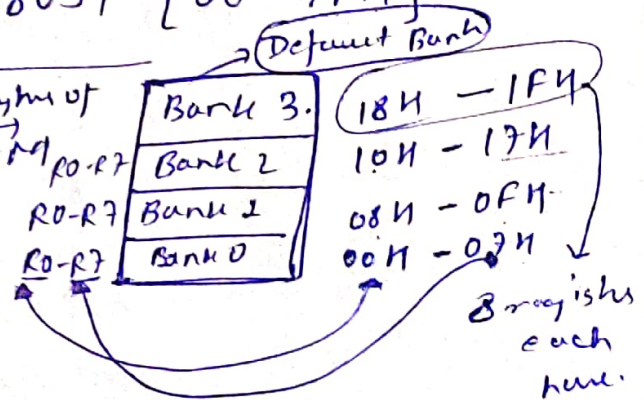 Default Bank
Bank 3. 18H - 1FH
R0-R7 Bank 2 10H - 17H
R0-R7 Bank 1 08H - 0FH
R0-R7 Bank 0 00H - 07H
8 registers
each
here.